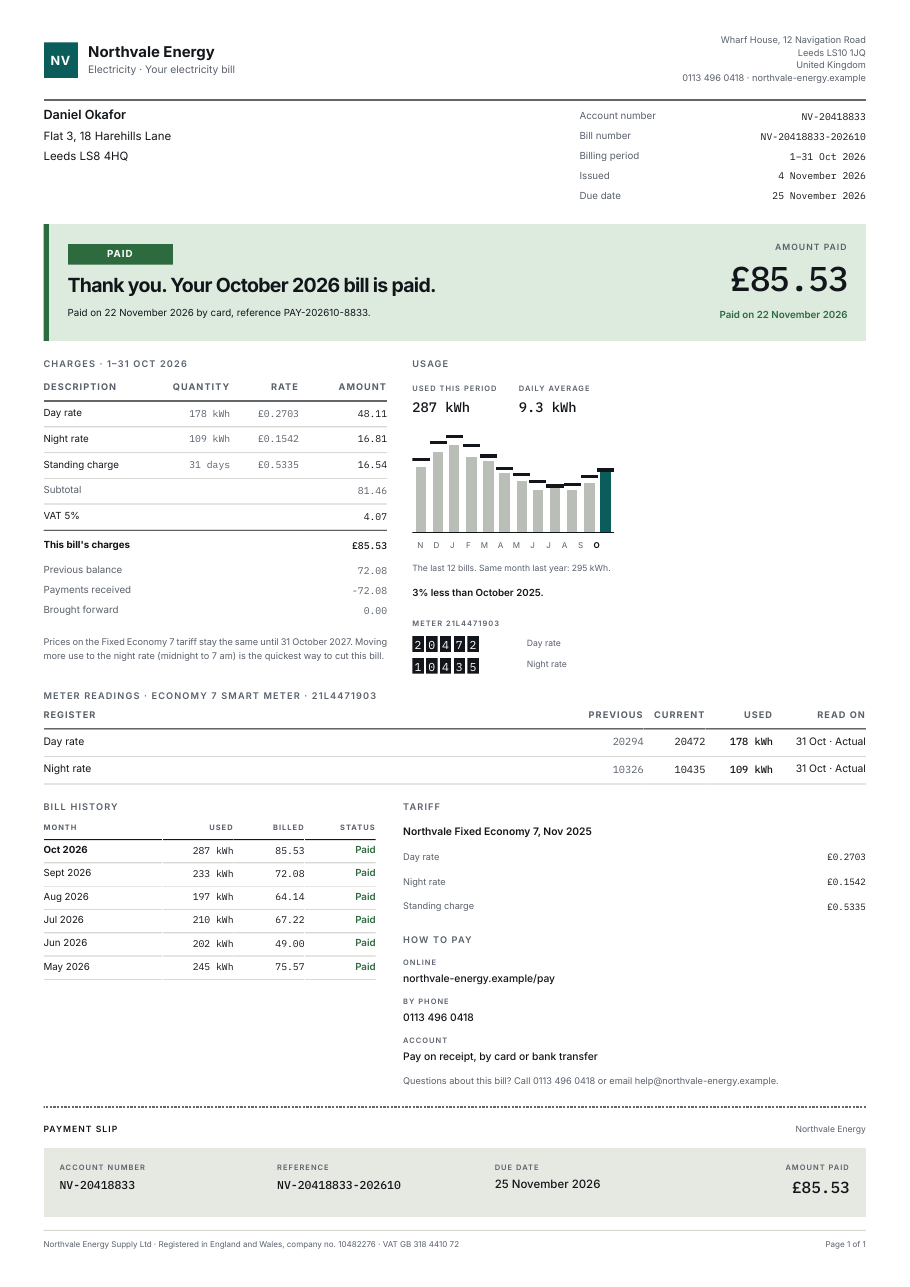 NV
Northvale Energy
Electricity · Your electricity bill
Wharf House, 12 Navigation Road
Leeds LS10 1JQ
United Kingdom
0113 496 0418 · northvale-energy.example
Daniel Okafor
Flat 3, 18 Harehills Lane
Leeds LS8 4HQ
Account number NV-20418833
Bill number NV-20418833-202610
Billing period 1–31 Oct 2026
Issued 4 November 2026
Due date 25 November 2026
PAID
Thank you. Your October 2026 bill is paid.
Paid on 22 November 2026 by card, reference PAY-202610-8833.
AMOUNT PAID
£85.53
Paid on 22 November 2026
CHARGES · 1–31 OCT 2026
DESCRIPTION QUANTITY RATE AMOUNT
Day rate 178 kWh £0.2703 48.11
Night rate 109 kWh £0.1542 16.81
Standing charge 31 days £0.5335 16.54
Subtotal 81.46
VAT 5% 4.07
This bill's charges £85.53
Previous balance 72.08
Payments received -72.08
Brought forward 0.00
Prices on the Fixed Economy 7 tariff stay the same until 31 October 2027. Moving
more use to the night rate (midnight to 7 am) is the quickest way to cut this bill.
USAGE
USED THIS PERIOD DAILY AVERAGE
287 kWh 9.3 kWh
N D J F M A M J J A S O
The last 12 bills. Same month last year: 295 kWh.
3% less than October 2025.
METER 21L4471903
20472 Day rate
10435 Night rate
METER READINGS · ECONOMY 7 SMART METER · 21L4471903
REGISTER PREVIOUS CURRENT USED READ ON
Day rate 20294 20472 178 kWh 31 Oct · Actual
Night rate 10326 10435 109 kWh 31 Oct · Actual
BILL HISTORY
MONTH USED BILLED STATUS
Oct 2026 287 kWh 85.53 Paid
Sept 2026 233 kWh 72.08 Paid
Aug 2026 197 kWh 64.14 Paid
Jul 2026 210 kWh 67.22 Paid
Jun 2026 202 kWh 49.00 Paid
May 2026 245 kWh 75.57 Paid
TARIFF
Northvale Fixed Economy 7, Nov 2025
Day rate £0.2703
Night rate £0.1542
Standing charge £0.5335
HOW TO PAY
ONLINE
northvale-energy.example/pay
BY PHONE
0113 496 0418
ACCOUNT
Pay on receipt, by card or bank transfer
Questions about this bill? Call 0113 496 0418 or email help@northvale-energy.example.
PAYMENT SLIP Northvale Energy
ACCOUNT NUMBER REFERENCE DUE DATE AMOUNT PAID
NV-20418833 NV-20418833-202610 25 November 2026 £85.53
Northvale Energy Supply Ltd · Registered in England and Wales, company no. 10482276 · VAT GB 318 4410 72 Page 1 of 1